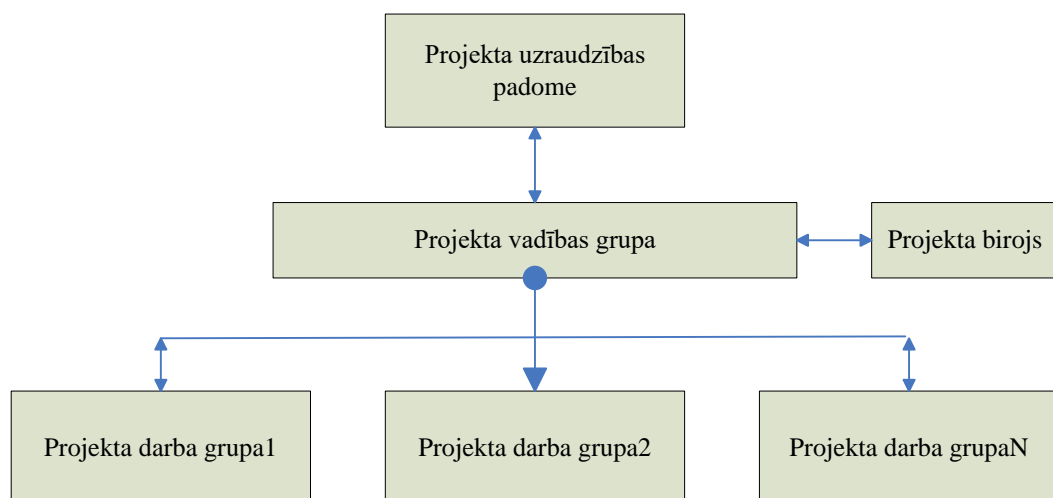 Projekta uzraudzības
padome
Projekta vadības grupa
Projekta birojs
Projekta darba grupa1
Projekta darba grupa2
Projekta darba grupaN